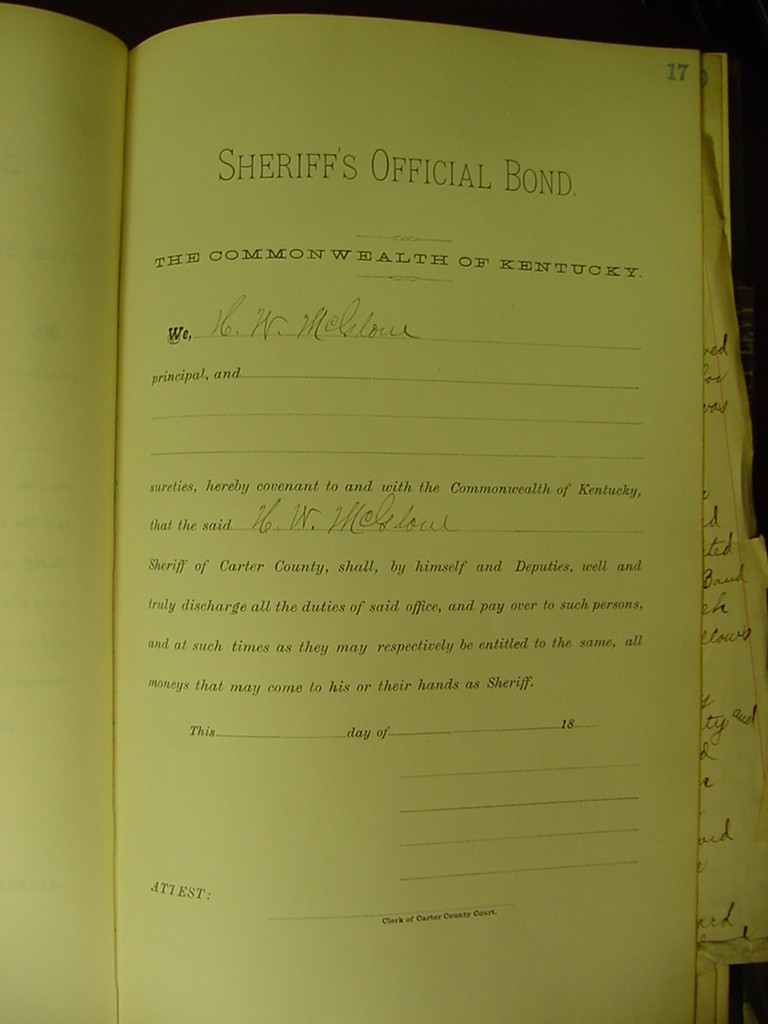 17
SHERIFF'S OFFICIAL BOND.
THE COMMONWEALTH OF KENTUCKY.
We, H. W. McGlone
principal, and
sureties, hereby covenant to and with the Commonwealth of Kentucky,
that the said H. W. McGlone
Sheriff of Carter County, shall, by himself and Deputies, well and
truly discharge all the duties of said office, and pay over to such persons,
and at such times as they may respectively be entitled to the same, all
moneys that may come to his or their hands as Sheriff.
This day of 18
ATTEST:
Clerk of Carter County Court.